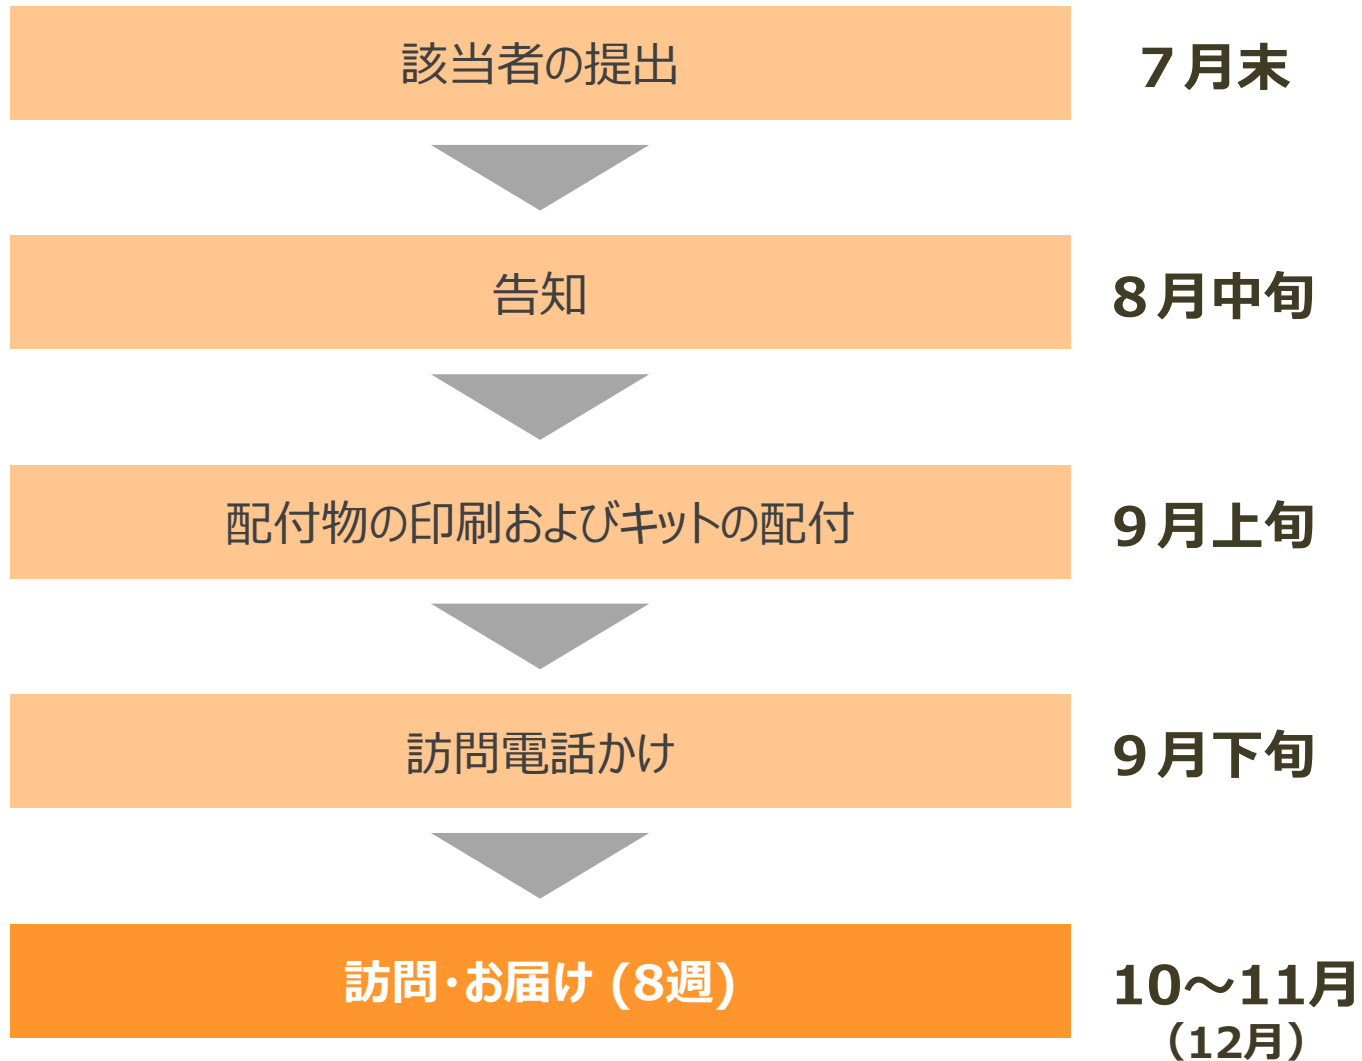 該当者の提出
７月末
告知
８月中旬
配付物の印刷およびキットの配付
９月上旬
訪問電話かけ
９月下旬
訪問・お届け (8週)
10～11月
（12月）